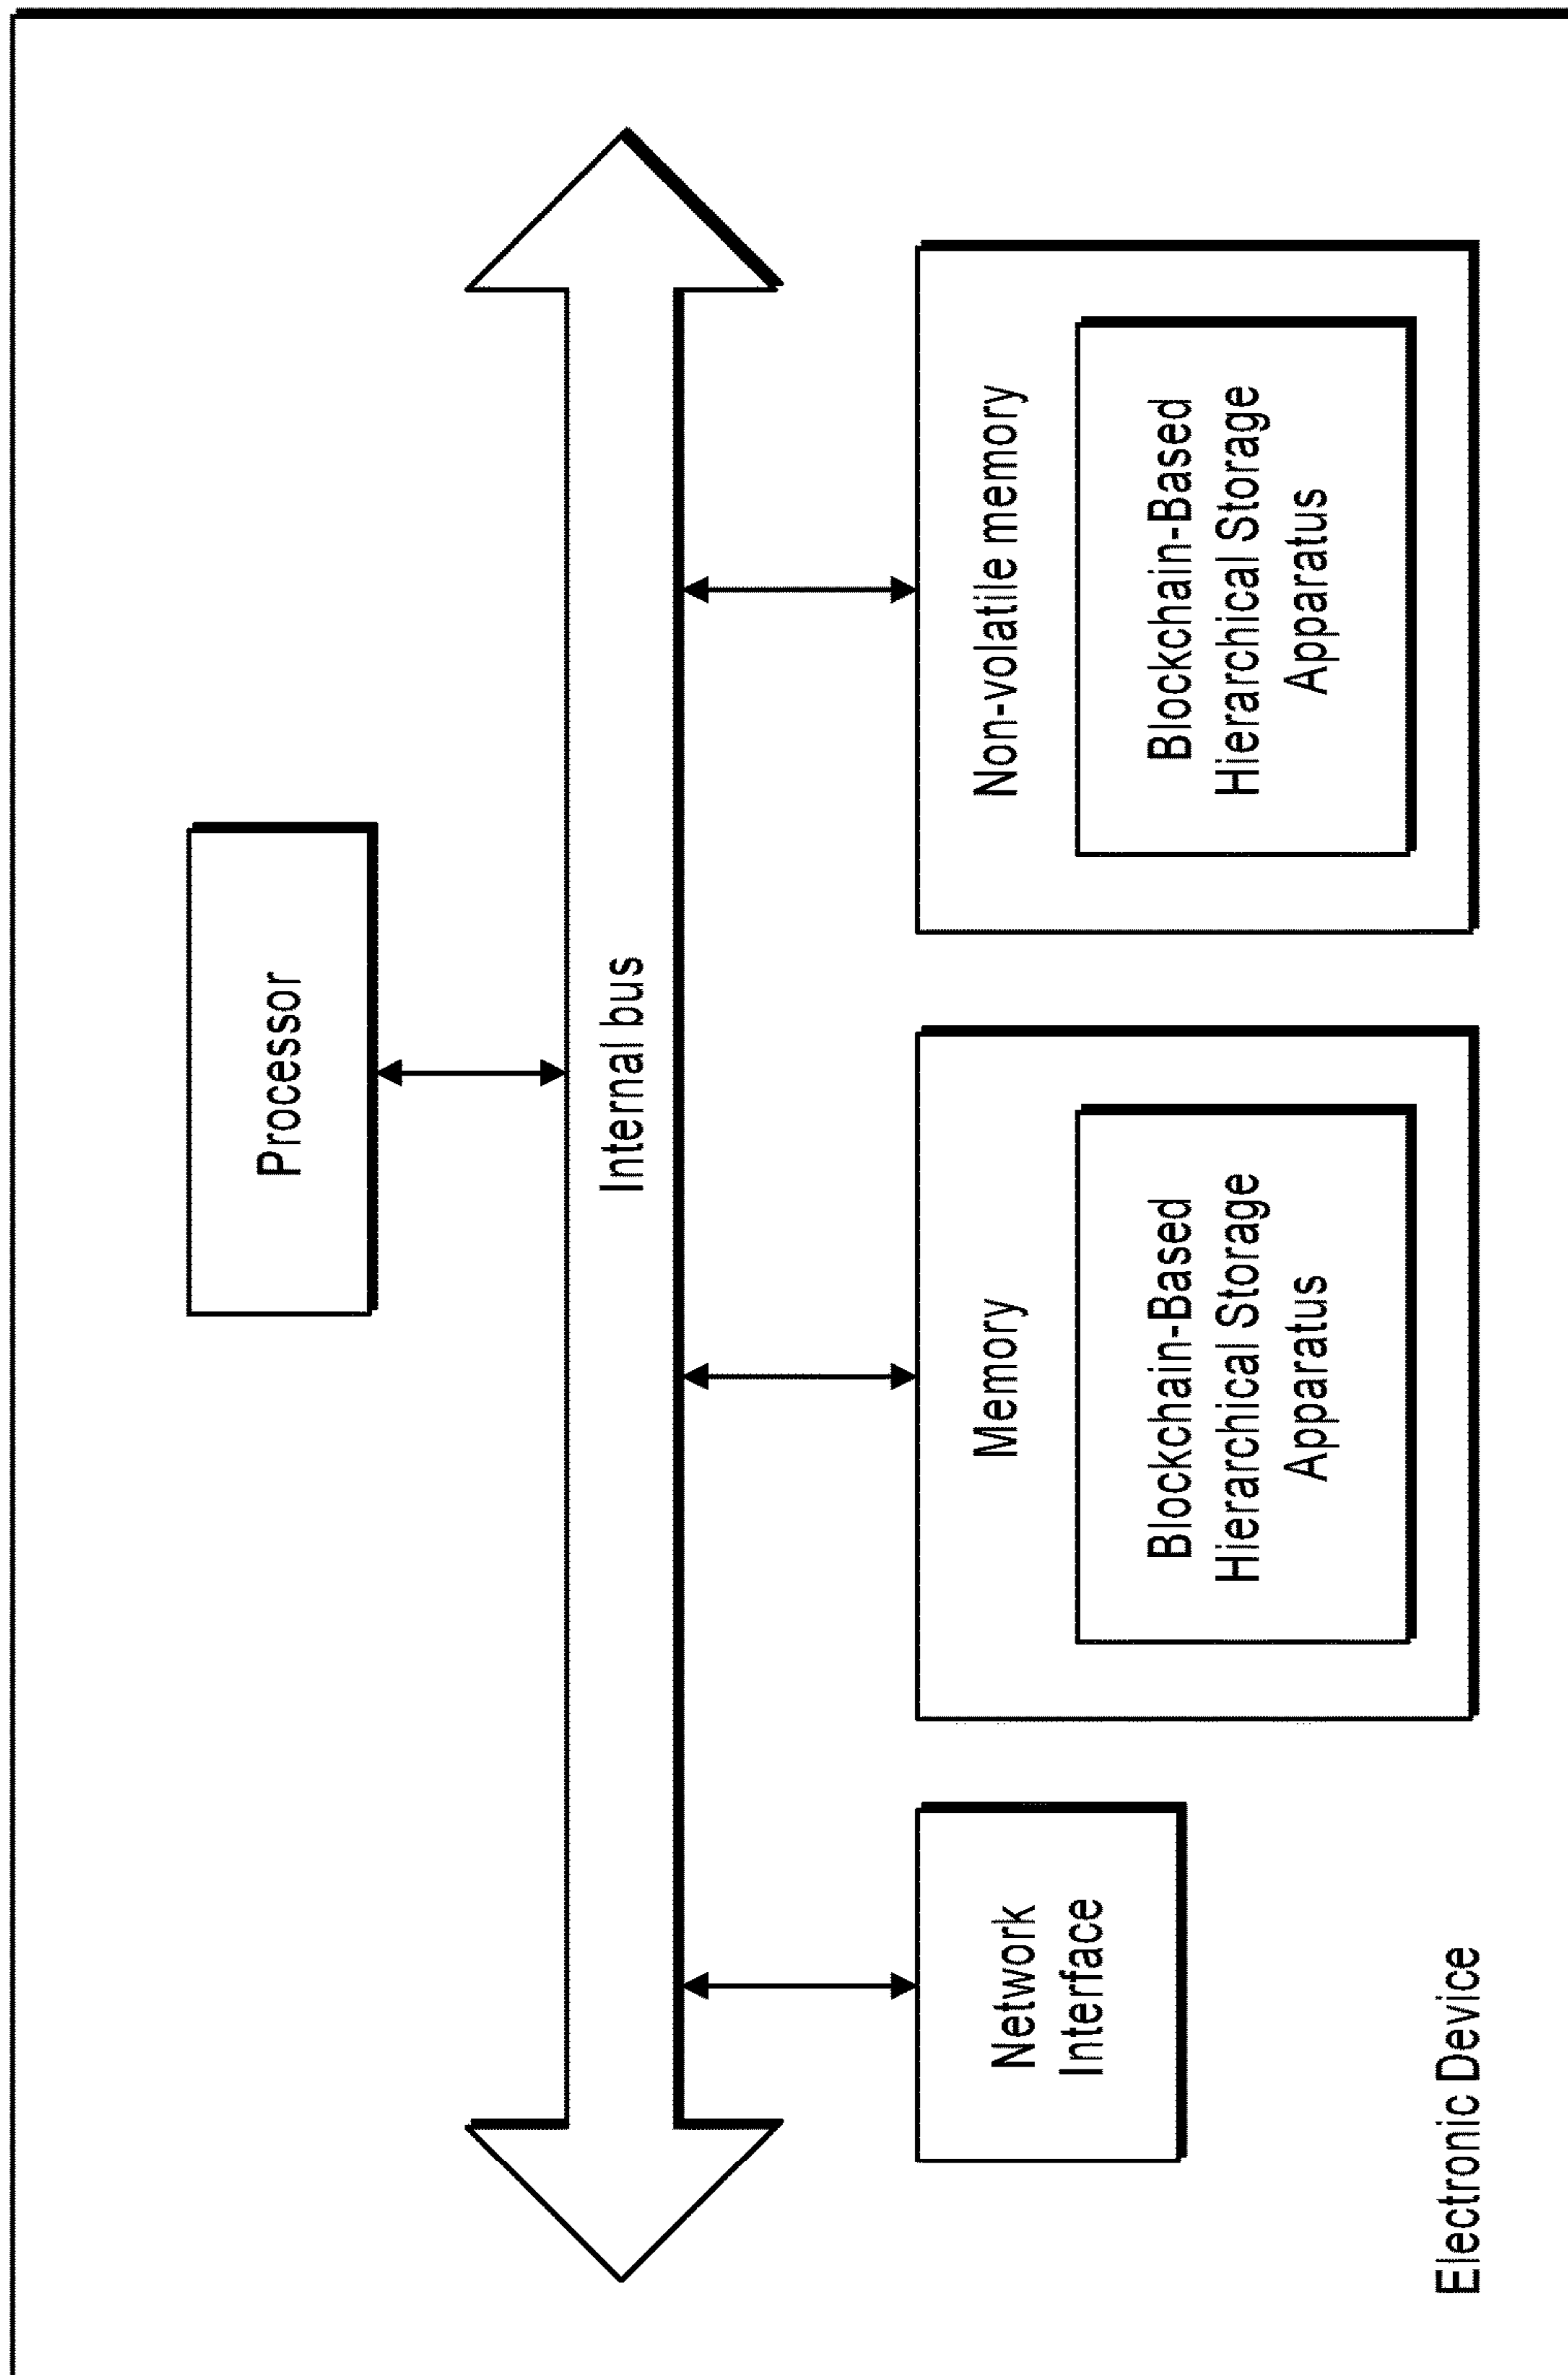 Processor
Internal bus
Network
Interface
Memory
Blockchain-Based
Hierarchical Storage
Apparatus
Non-volatile memory
Blockchain-Based
Hierarchical Storage
Apparatus
Electronic Device